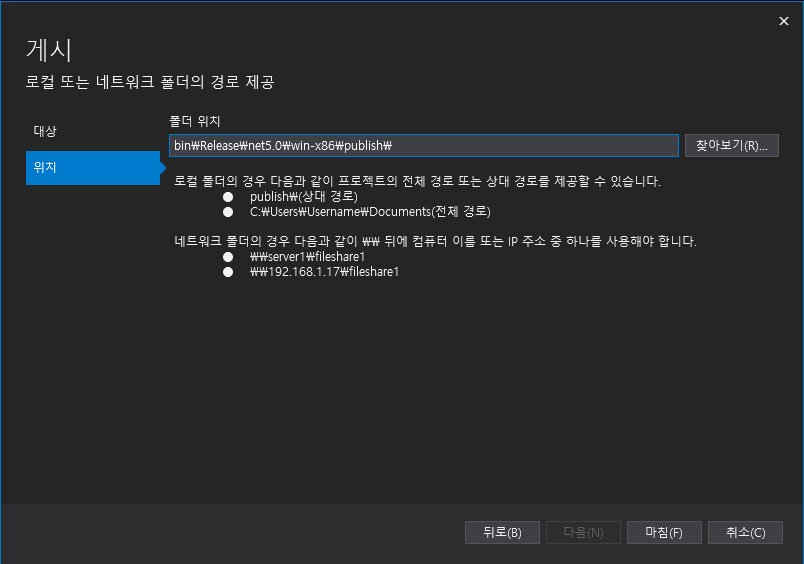 게시
로컬 또는 네트워크 폴더의 경로 제공
대상
위치
폴더 위치
bin₩Release₩net5.0₩win-x86₩publish₩
찾아보기(R)...
로컬 폴더의 경우 다음과 같이 프로젝트의 전체 경로 또는 상대 경로를 제공할 수 있습니다.
● publish₩(상대 경로)
● C:₩Users₩Username₩Documents(전체 경로)
네트워크 폴더의 경우 다음과 같이 ₩₩ 뒤에 컴퓨터 이름 또는 IP 주소 중 하나를 사용해야 합니다.
● ₩₩server1₩fileshare1
● ₩₩192.168.1.17₩fileshare1
뒤로(B) 다음(N) 마침(F) 취소(C)